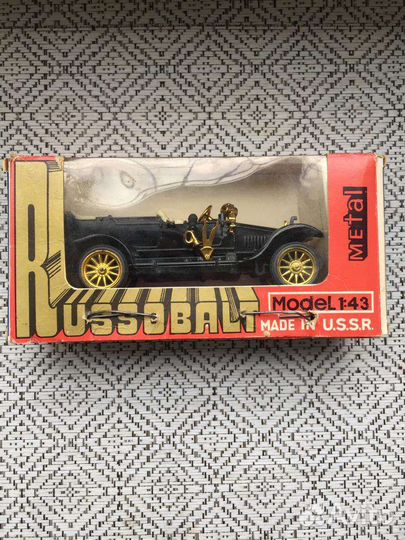 RUSSOBALT
metal
Model 1:43
MADE IN U.S.S.R.